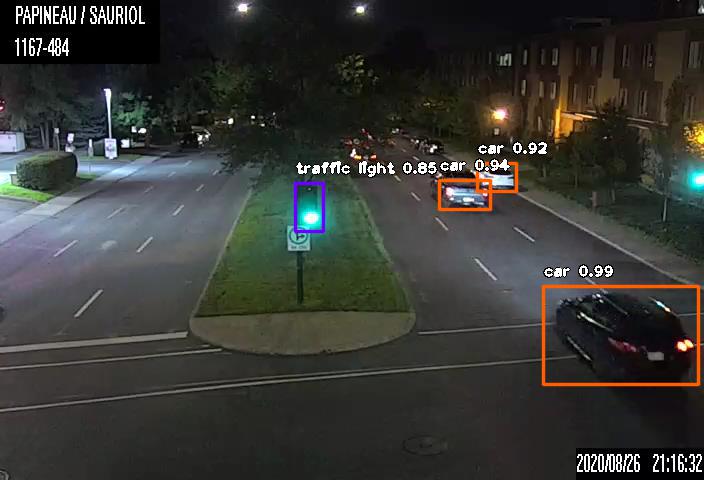 PAPINEAU / SAURIOL
1167-484
car 0.92
traffic light 0.85
car 0.94
car 0.99
2020/08/26 21:16:32